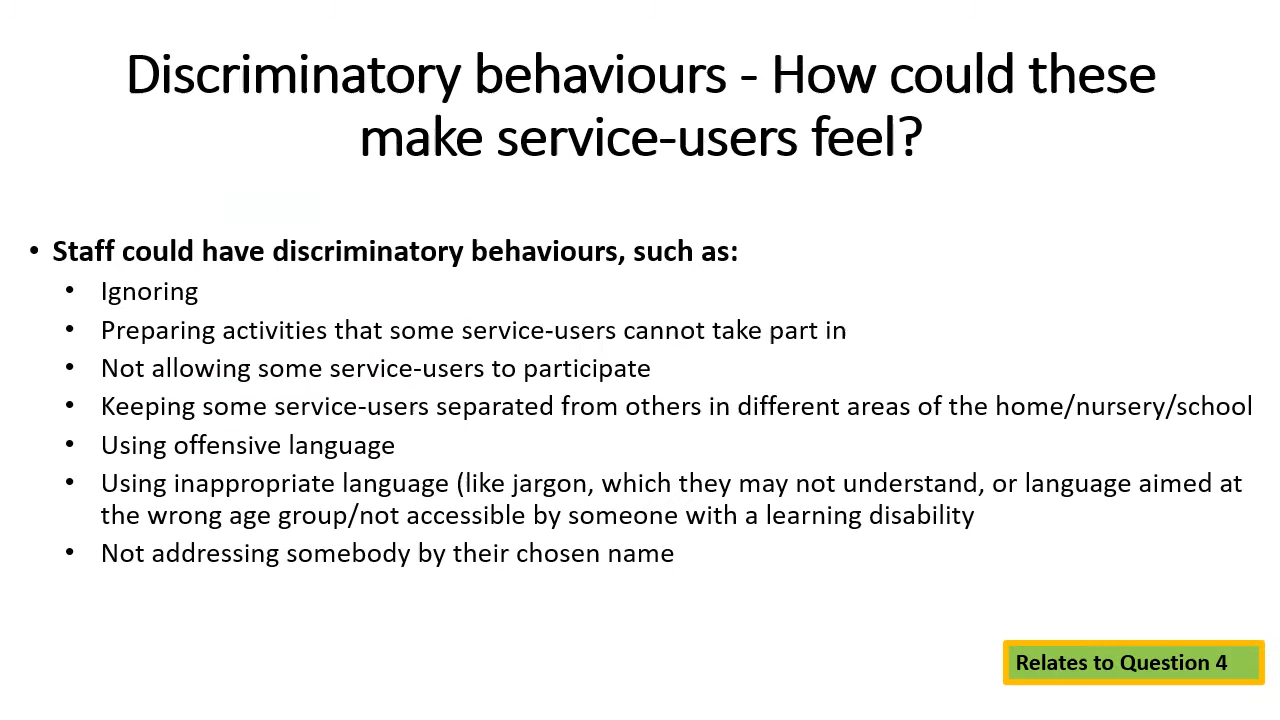 Discriminatory behaviours - How could these
make service-users feel?
• Staff could have discriminatory behaviours, such as:
• Ignoring
• Preparing activities that some service-users cannot take part in
• Not allowing some service-users to participate
• Keeping some service-users separated from others in different areas of the home/nursery/school
• Using offensive language
• Using inappropriate language (like jargon, which they may not understand, or language aimed at
the wrong age group/not accessible by someone with a learning disability
• Not addressing somebody by their chosen name
Relates to Question 4